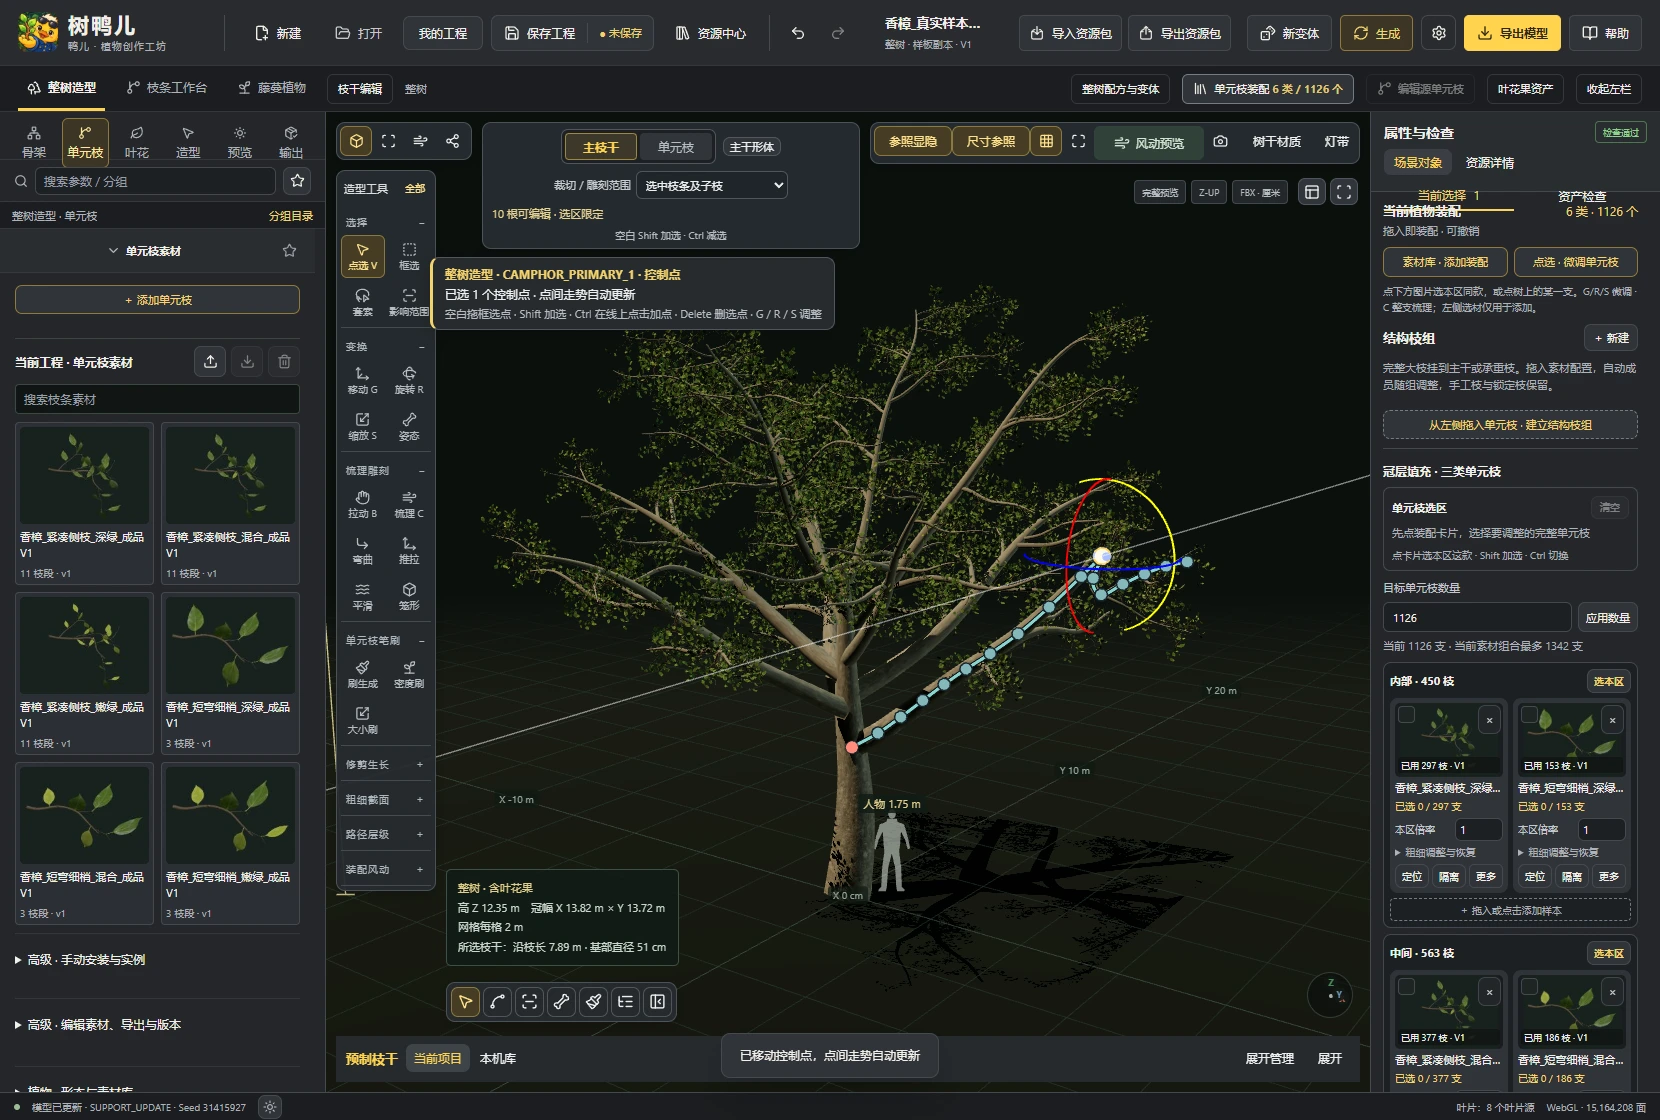 树鸭儿
鸭儿 · 植物创作工坊
新建
打开
我的工程
保存工程
● 未保存
资源中心
香樟_真实样本...
整树 · 样板副本 · V1
导入资源包
导出资源包
新变体
生成
导出模型
帮助
整树造型
枝条工作台
藤蔓植物
枝干编辑
整树
整树配方与变体
单元枝装配 6 类 / 1126 个
编辑源单元枝
叶花果资产
收起左栏
骨架
单元枝
叶花
造型
预览
输出
搜索参数 / 分组
整树造型 · 单元枝
分组目录
单元枝素材
+ 添加单元枝
当前工程 · 单元枝素材
搜索枝条素材
香樟_紧凑侧枝_深绿_成品
V1
11 枝段 · v1
香樟_紧凑侧枝_混合_成品
V1
11 枝段 · v1
香樟_紧凑侧枝_嫩绿_成品
V1
11 枝段 · v1
香樟_短穹细梢_深绿_成品
V1
3 枝段 · v1
香樟_短穹细梢_混合_成品
V1
3 枝段 · v1
香樟_短穹细梢_嫩绿_成品
V1
3 枝段 · v1
高级 · 手动安装与实例
高级 · 编辑素材、导出与版本
造型工具
全部
选择
点选 V
框选
套索
影响范围
变换
移动 G
旋转 R
缩放 S
姿态
梳理雕刻
拉动 B
梳理 C
弯曲
推拉
平滑
笼形
单元枝笔刷
刷生成
密度刷
大小刷
修剪生长
粗细截面
路径层级
装配风动
主枝干
单元枝
主干形体
裁切 / 雕刻范围
选中枝条及子枝
10 根可编辑 · 选区限定
空白 Shift 加选 · Ctrl 减选
整树造型 · CAMPHOR_PRIMARY_1 · 控制点
已选 1 个控制点 · 点间走势自动更新
空白拖框选点 · Shift 加选 · Ctrl 在线上点击加点 · Delete 删选点 · G / R / S 调整
参照显隐
尺寸参照
风动预览
树干材质
灯带
完整预览
Z-UP
FBX · 厘米
Y 20 m
Y 10 m
X -10 m
人物 1.75 m
X 0 cm
整树 · 含叶花果
高 Z 12.35 m 冠幅 X 13.82 m × Y 13.72 m
网格每格 2 m
所选枝干：沿枝长 7.89 m · 基部直径 51 cm
Z
Y
预制枝干
当前项目
本机库
已移动控制点，点间走势自动更新
展开管理
展开
属性与检查
检查通过
场景对象
资源详情
当前选择 1
资产检查
当前植物装配
6 类 · 1126 个
拖入即装配 · 可撤销
素材库 · 添加装配
点选 · 微调单元枝
点下方图片选本区同款，或点树上的某一支。G/R/S 微调 ·
C 整支梳理；左侧选材仅用于添加。
结构枝组
+ 新建
完整大枝挂到主干或承重枝。拖入素材配置，自动成
员随组调整，手工枝与锁定枝保留。
从左侧拖入单元枝 · 建立结构枝组
冠层填充 · 三类单元枝
单元枝选区
清空
先点装配卡片，选择要调整的完整单元枝
点卡片选本区这款 · Shift 加选 · Ctrl 切换
目标单元枝数量
1126
应用数量
当前 1126 支 · 当前素材组合最多 1342 支
内部 · 450 枝
选本区
×
已用 297 枝 · V1
香樟_紧凑侧枝_深绿...
已选 0 / 297 支
本区倍率
1
粗细调整与恢复
定位
隔离
更多
×
已用 153 枝 · V1
香樟_短穹细梢_深绿...
已选 0 / 153 支
本区倍率
1
粗细调整与恢复
定位
隔离
更多
+ 拖入或点击添加样本
中间 · 563 枝
选本区
×
已用 377 枝 · V1
香樟_紧凑侧枝_混合...
已选 0 / 377 支
×
已用 186 枝 · V1
香樟_短穹细梢_混合...
已选 0 / 186 支
模型已更新 · SUPPORT_UPDATE · Seed 31415927
叶片：8 个叶片源
WebGL · 15,164,208 面